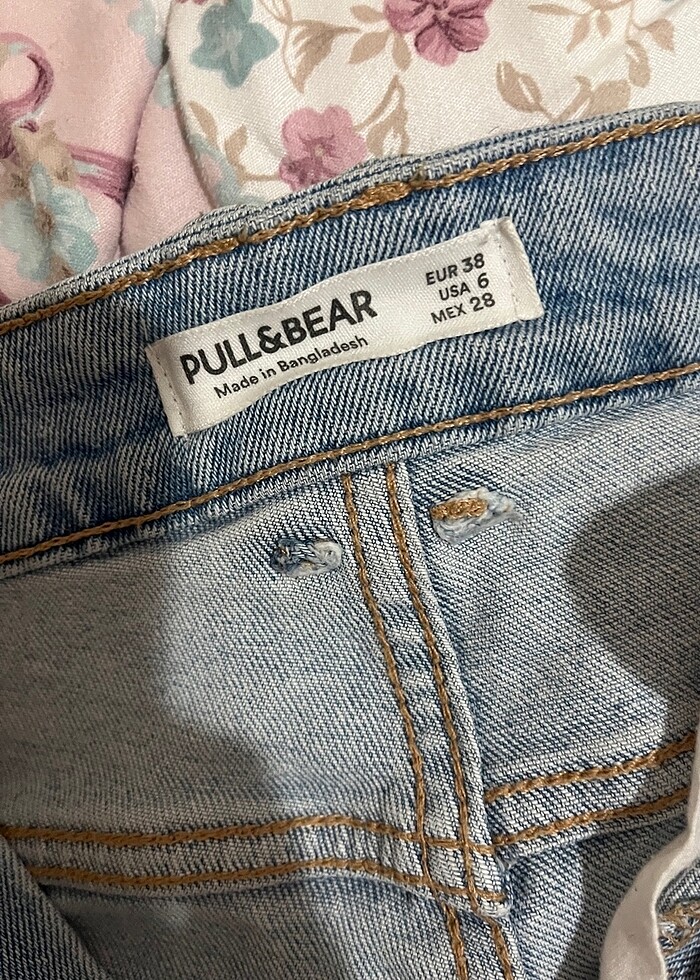 PULL&BEAR
Made in Bangladesh
EUR 38
USA 6
MEX 28